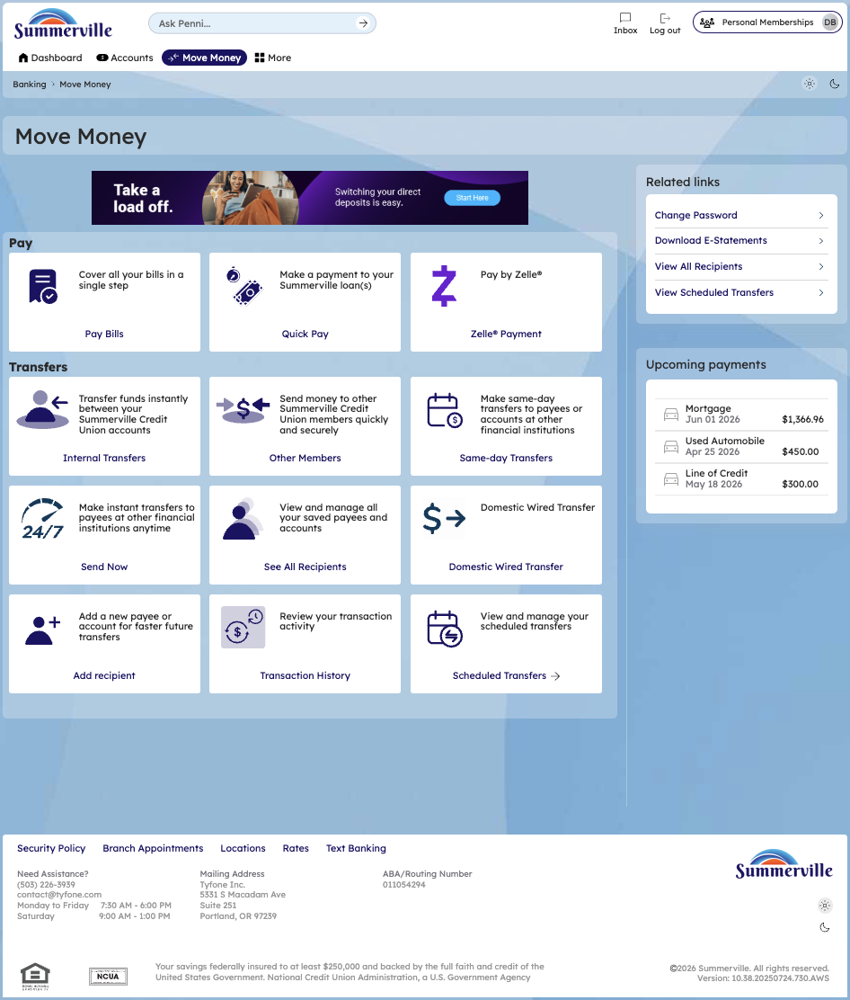 Summerville
Ask Penni...
Inbox
Log out
Personal Memberships
DB
Dashboard
Accounts
Move Money
More
Banking
Move Money
Move Money
Take a
load off.
Switching your direct
deposits is easy.
Start Here
Pay
Cover all your bills in a
single step
Pay Bills
Make a payment to your
Summerville loan(s)
Quick Pay
Pay by Zelle®
Zelle® Payment
Transfers
Transfer funds instantly
between your
Summerville Credit
Union accounts
Internal Transfers
Send money to other
Summerville Credit
Union members quickly
and securely
Other Members
Make same-day
transfers to payees or
accounts at other
financial institutions
Same-day Transfers
24/7
Make instant transfers to
payees at other financial
institutions anytime
Send Now
View and manage all
your saved payees and
accounts
See All Recipients
$
Domestic Wired Transfer
Domestic Wired Transfer
Add a new payee or
account for faster future
transfers
Add recipient
Review your transaction
activity
Transaction History
View and manage your
scheduled transfers
Scheduled Transfers
Related links
Change Password
Download E-Statements
View All Recipients
View Scheduled Transfers
Upcoming payments
Mortgage
Jun 01 2026 $1,366.96
Used Automobile
Apr 25 2026 $450.00
Line of Credit
May 18 2026 $300.00
Security Policy Branch Appointments Locations Rates Text Banking
Need Assistance?
(503) 226-3939
contact@tyfone.com
Monday to Friday 7:30 AM - 6:00 PM
Saturday 9:00 AM - 1:00 PM
Mailing Address
Tyfone Inc.
5331 S Macadam Ave
Suite 251
Portland, OR 97239
ABA/Routing Number
011054294
Summerville
NCUA
Your savings federally insured to at least $250,000 and backed by the full faith and credit of the
United States Government. National Credit Union Administration, a U.S. Government Agency
©2026 Summerville. All rights reserved.
Version: 10.38.20250724.730.AWS